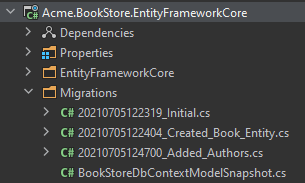 Acme.BookStore.EntityFrameworkCore
Dependencies
Properties
EntityFrameworkCore
Migrations
C# 20210705122319_Initial.cs
C# 20210705122404_Created_Book_Entity.cs
C# 20210705124700_Added_Authors.cs
C# BookStoreDbContextModelSnapshot.cs